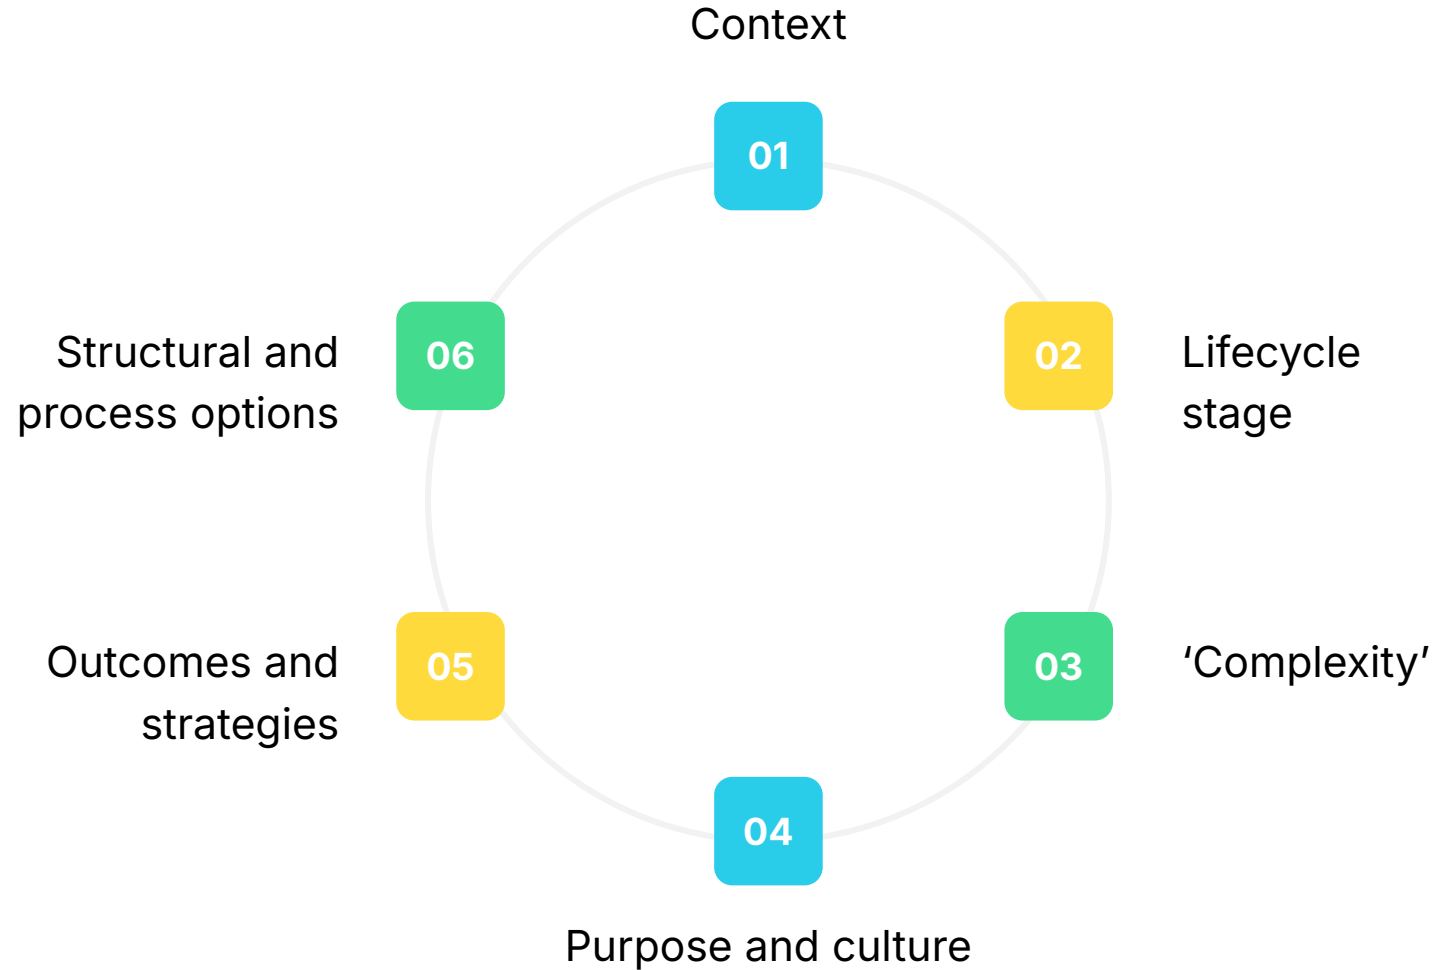 Context
01
02
Lifecycle
stage
03
‘Complexity’
04
Purpose and culture
05
Outcomes and
strategies
06
Structural and
process options